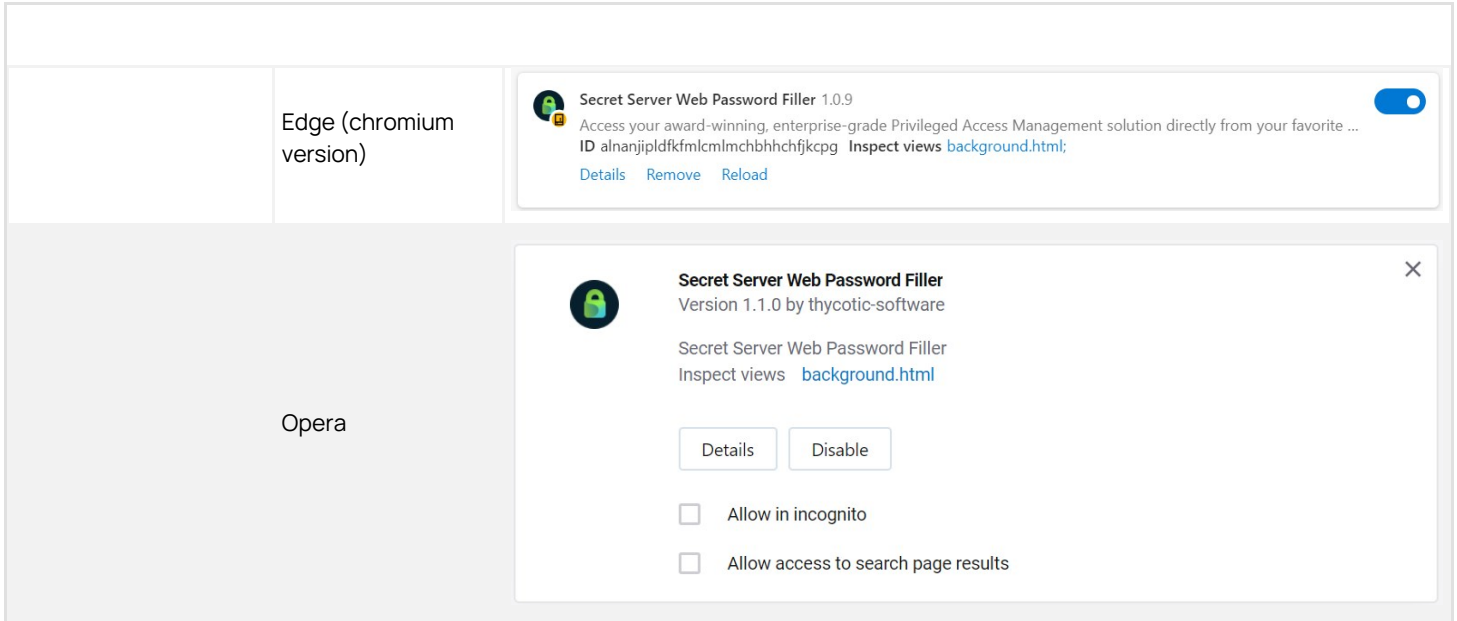 Edge (chromium
version)
Secret Server Web Password Filler 1.0.9
Access your award-winning, enterprise-grade Privileged Access Management solution directly from your favorite ...
ID alnanjipldfkfmlcmlmchbhhchfjkcpg Inspect views background.html;
Details Remove Reload
Opera
Secret Server Web Password Filler
Version 1.1.0 by thycotic-software
Secret Server Web Password Filler
Inspect views background.html
Details Disable
Allow in incognito
Allow access to search page results